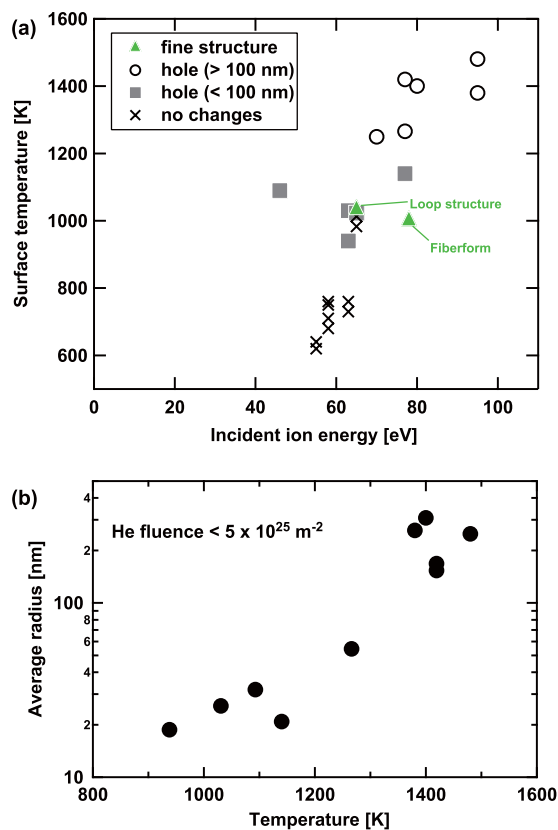 (a)
1600
1400
1200
1000
800
600
Surface temperature [K]
fine structure
hole (> 100 nm)
hole (< 100 nm)
no changes
Loop structure
Fiberform
0 20 40 60 80 100
Incident ion energy [eV]
(b)
4
2
100
8
6
4
2
10
Average radius [nm]
He fluence < 5 x 10²⁵ m⁻²
800 1000 1200 1400 1600
Temperature [K]